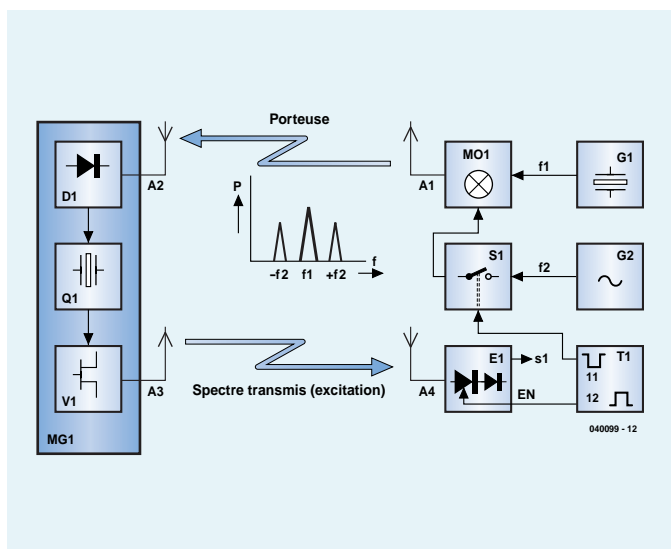 Porteuse
D1
A2
A1
MO1
f1
G1
P
f
–f2 f1 +f2
Q1
S1
f2
G2
V1
A3
Spectre transmis (excitation)
A4
E1
s1
EN
T1
11
12
MG1
040099 - 12